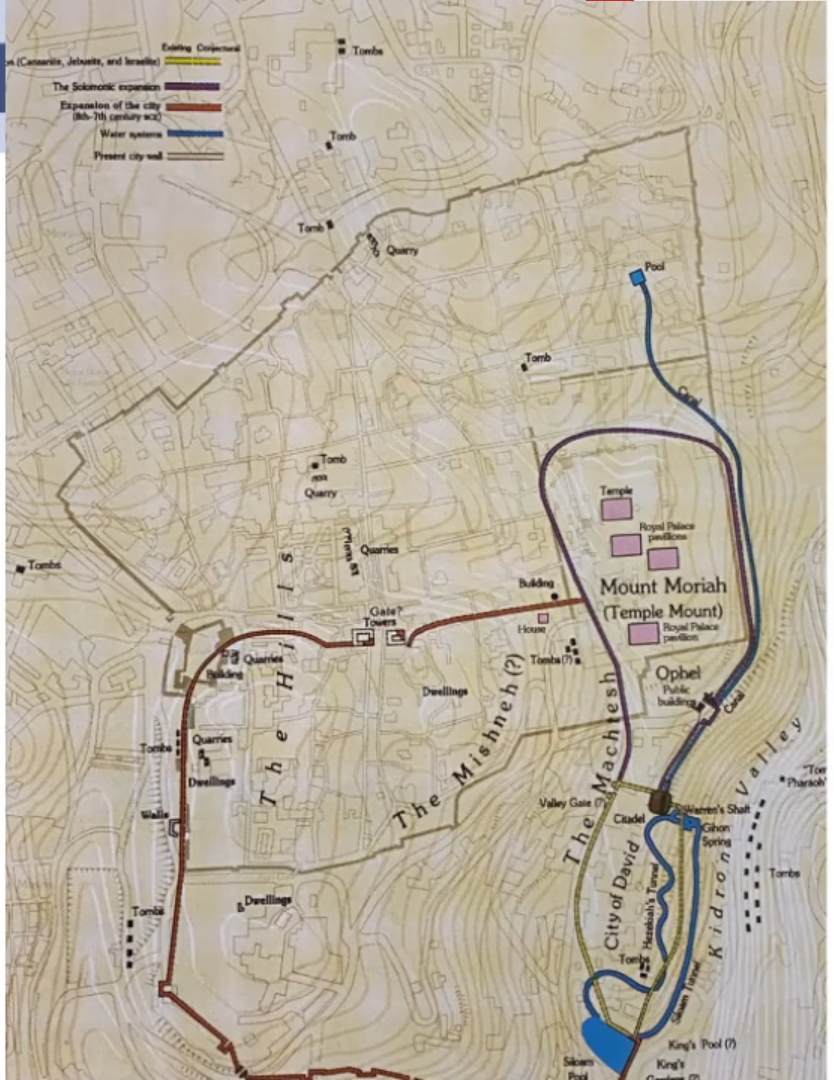 Existing Conjectural
(Canaanite, Jebusite, and Israelite)
The Solomonic expansion
Expansion of the city
(8th-7th century BCE)
Water systems
Present city wall
Tombs
Tomb
Tomb
Quarry
Pool
Tomb
Canal
Tomb
Quarry
Temple
Royal Palace
pavilions
Quarries
Tombs
Building
Mount Moriah
(Temple Mount)
Gate?
Towers
House
Royal Palace
pavilion
Quarries
Building
Tombs(?)
Ophel
Public
buildings
Canal
The Hills
Dwellings
The Mishneh (?)
The Machtesh
Tombs
Quarries
Dwellings
Kidron Valley
Pharaoh
Valley Gate (?)
Citadel
Warren's Shaft
Gihon
Spring
Walls
City of David
Hezekiah's Tunnel
Tombs
Dwellings
Tombs
Tombs
Siloam Tunnel
King's Pool (?)
Siloam
Pool
King's